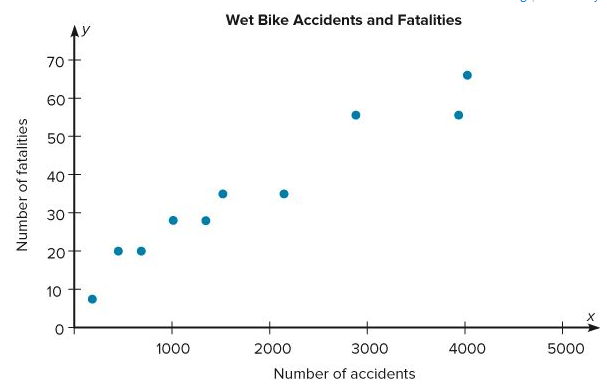 Wet Bike Accidents and Fatalities
y
70
60
50
40
30
20
10
0
Number of fatalities
1000 2000 3000 4000 5000
x
Number of accidents